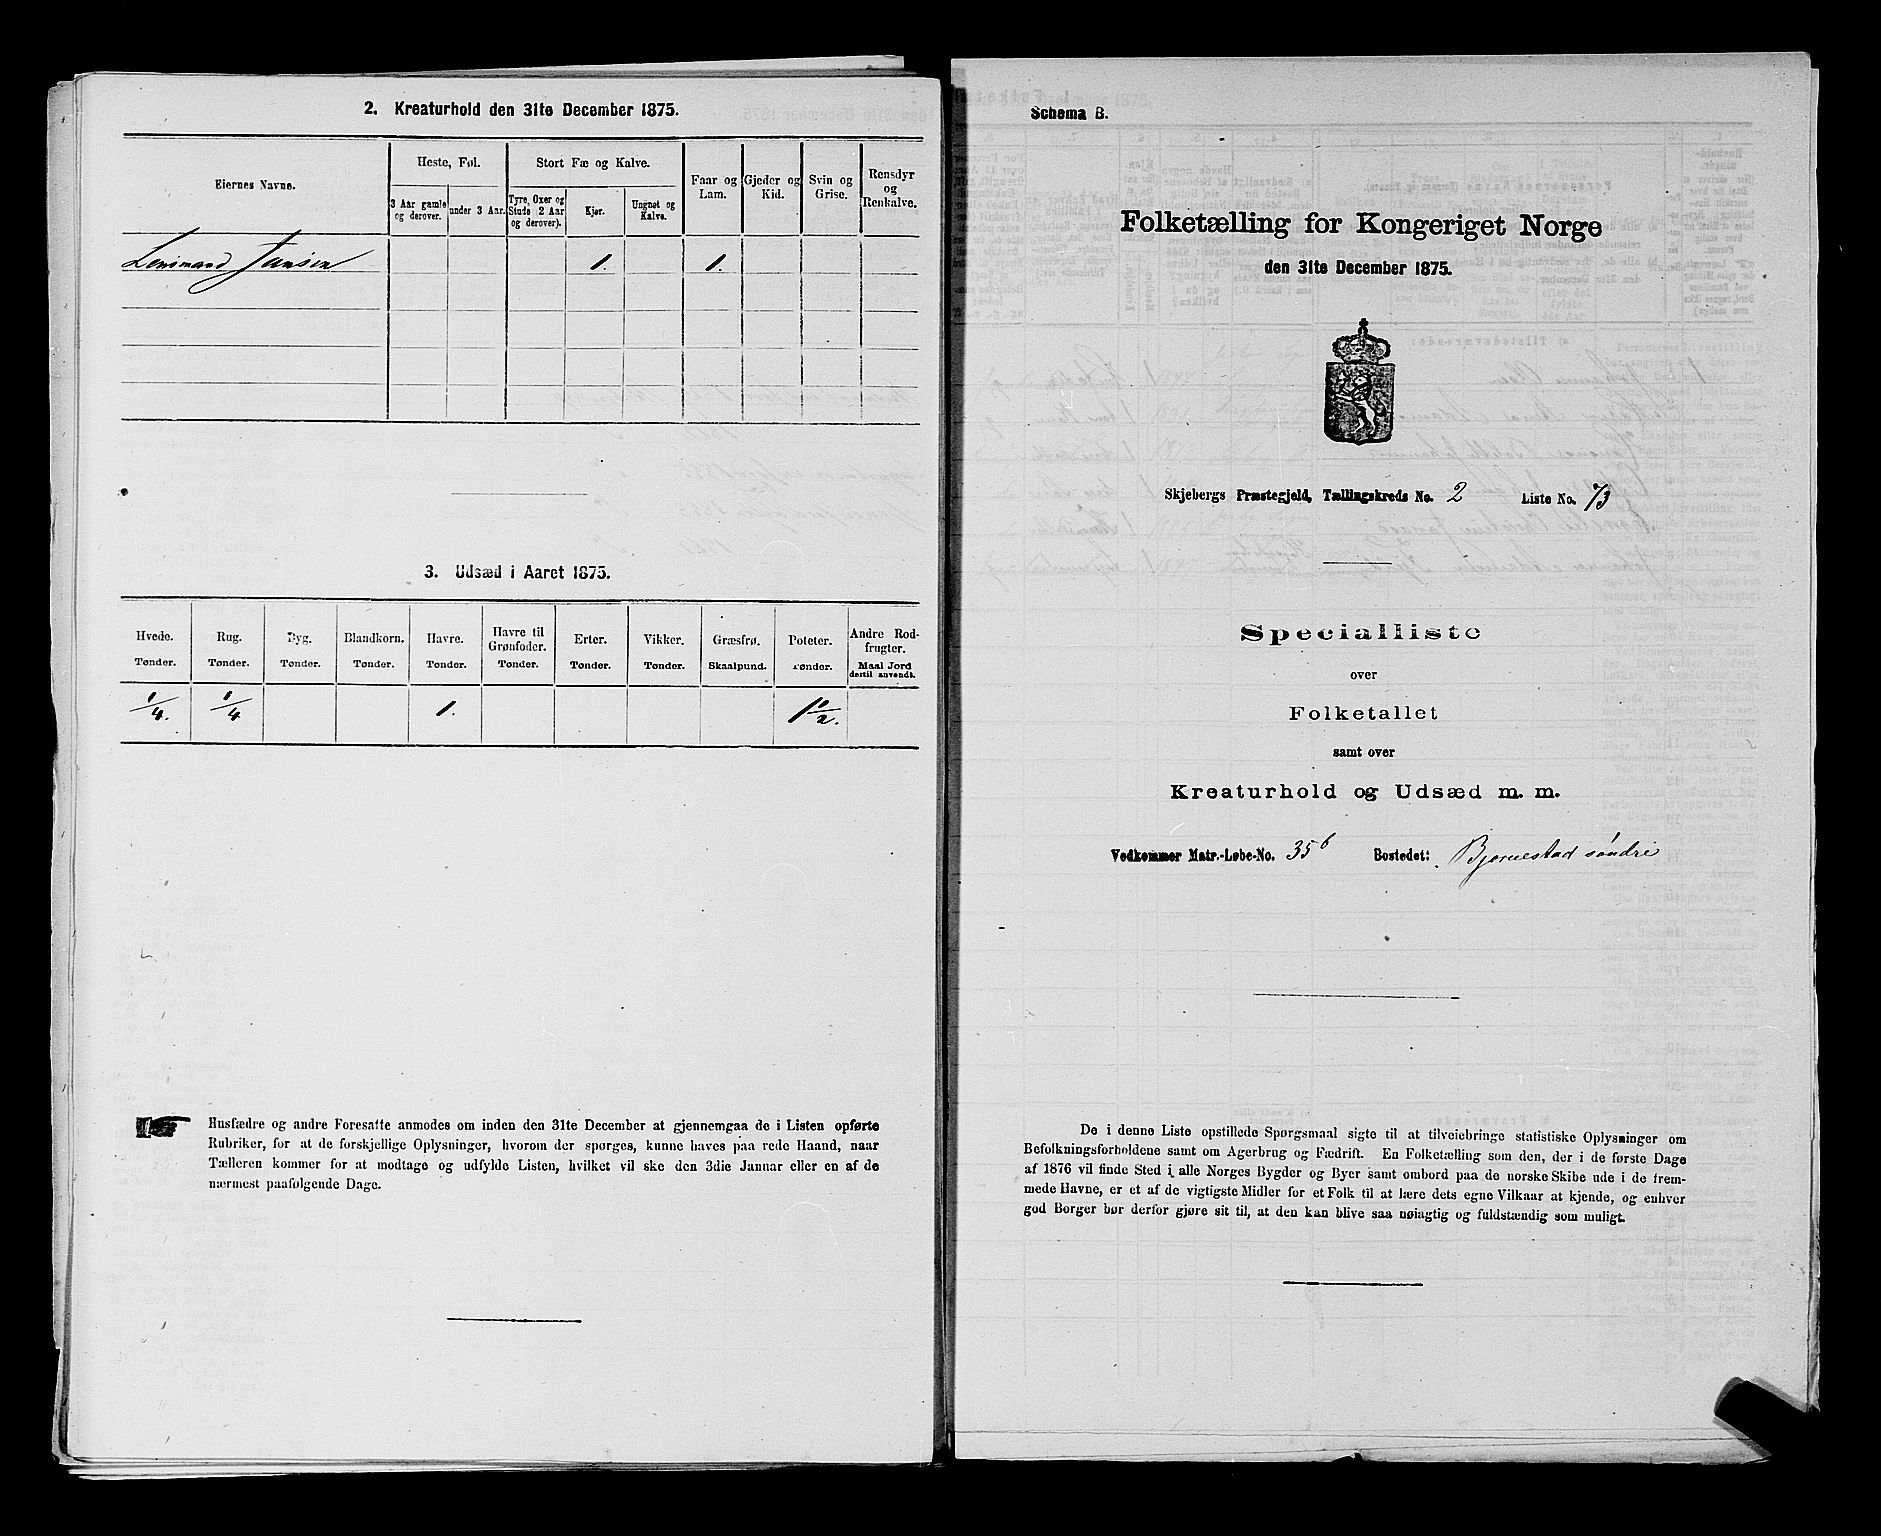 2. Kreaturhold den 31te December 1875.
Eiernes Navne.
Heste, Føl.
3 Aar gamle og derover.
under 3 Aar.
Stort Fæ og Kalve.
Tyre, Oxer og Stude 2 Aar og derover).
Kjør.
Ungnøt og Kalve.
Faar og Lam.
Gjeder og Kid.
Svin og Grise.
Rensdyr og Renkalve.
Jansen 1. 1.
3. Udsæd i Aaret 1875.
Hvede. Rug. Byg. Blandkorn. Havre. Havre til Grønfoder. Erter. Vikker. Græsfrø. Poteter. Andre Rodfrugter.
Tønder. Tønder. Tønder. Tønder. Tønder. Tønder. Tønder. Tønder. Skaalpund. Tønder. Maal Jord dertil anvendt.
1/4. 1/4 1. 1 1/2.
Husfædre og andre Foresatte anmodes om inden den 31te December at gjennemgaa de i Listen opførte
Rubriker, for at de forskjellige Oplysninger, hvorom der spørges, kunne haves paa rede Haand, naar
Tælleren kommer for at modtage og udfylde Listen, hvilket vil ske den 3die Januar eller en af de
nærmest paafølgende Dage.
Schema B.
Folketælling for Kongeriget Norge
den 31te December 1875.
Skjebergs Præstegjeld, Tællingskreds No. 2 Liste No. 73
Specialliste
over
Folketallet
samt over
Kreaturhold og Udsæd m. m.
Vedkommer Matr.-Løbe-No. 35b Bostedet: Bjørnestad søndre
De i denne Liste opstillede Spørgsmaal sigte til at tilveiebringe statistiske Oplysninger om
Befolkningsforholdene samt om Agerbrug og Fædrift. En Folketælling som den, der i de første Dage
af 1876 vil finde Sted i alle Norges Bygder og Byer samt ombord paa de norske Skibe ude i de frem-
mede Havne, er et af de vigtigste Midler for et Folk til at lære dets egne Vilkaar at kjende, og enhver
god Borger bør derfor gjøre sit til, at den kan blive saa nøiagtig og fuldstændig som muligt.